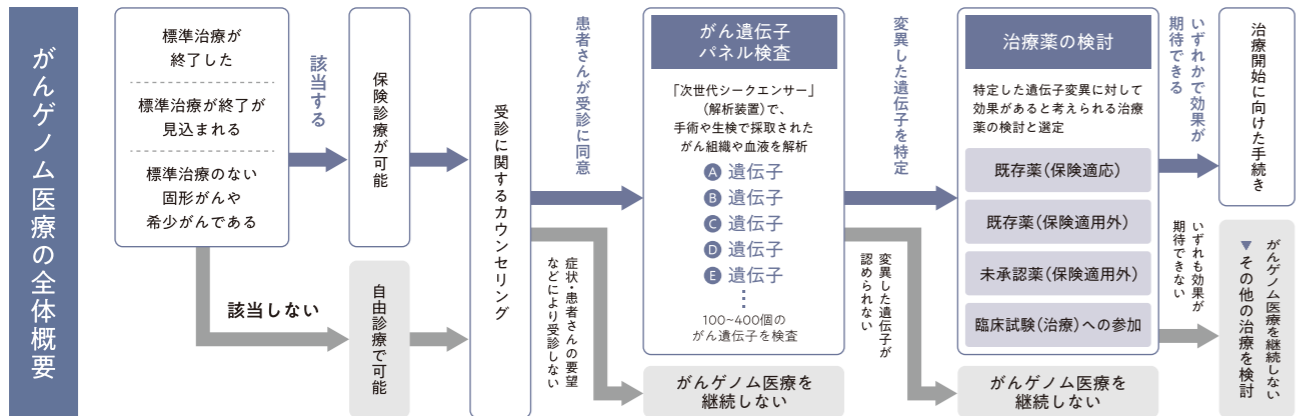 がんゲノム医療の全体概要
標準治療が
終了した
標準治療が終了が
見込まれる
標準治療のない
固形がんや
希少がんである
該当する
保険診療が可能
該当しない
自由診療で可能
受診に関するカウンセリング
患者さんが受診に同意
症状・患者さんの要望
などにより受診しない
がん遺伝子
パネル検査
「次世代シークエンサー」
(解析装置)で、
手術や生検で採取された
がん組織や血液を解析
A 遺伝子
B 遺伝子
C 遺伝子
D 遺伝子
E 遺伝子
⋮
100~400個の
がん遺伝子を検査
がんゲノム医療を
継続しない
変異した遺伝子を特定
変異した遺伝子が
認められない
治療薬の検討
特定した遺伝子変異に対して
効果があると考えられる治療
薬の検討と選定
既存薬(保険適応)
既存薬(保険適用外)
未承認薬(保険適用外)
臨床試験(治療)への参加
がんゲノム医療を
継続しない
いずれかで効果が
期待できる
いずれも効果が
期待できない
治療開始に向けた手続き
がんゲノム医療を継続しない
▼その他の治療を検討